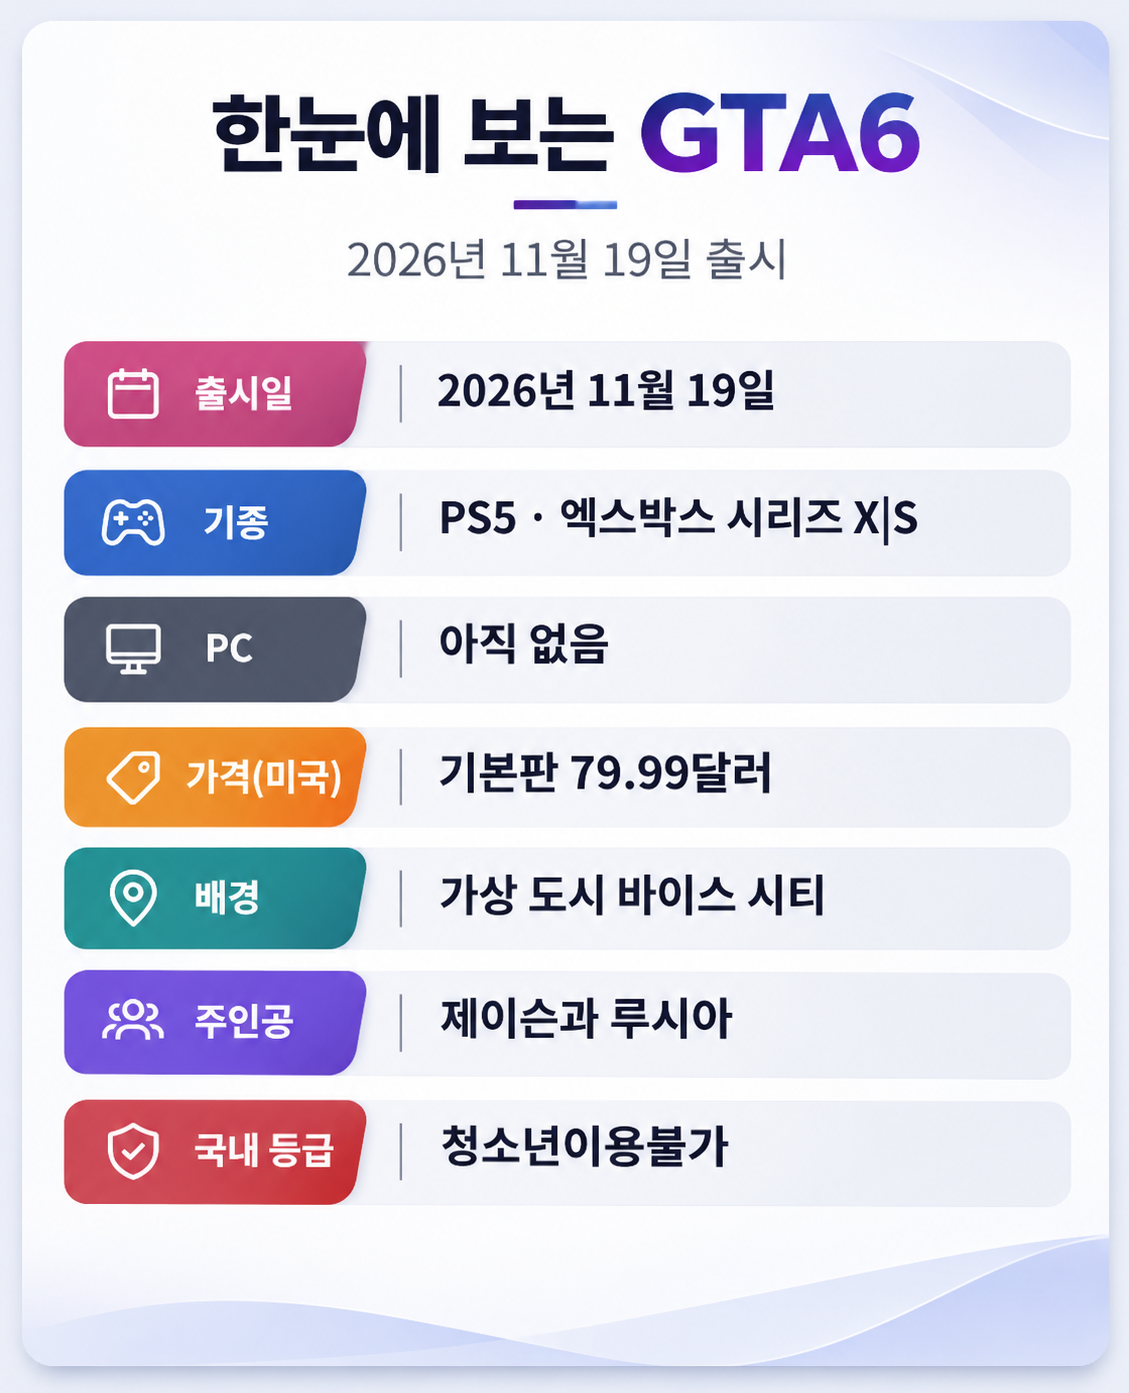 한눈에 보는 GTA6
2026년 11월 19일 출시
출시일 2026년 11월 19일
기종 PS5 · 엑스박스 시리즈 X|S
PC 아직 없음
가격(미국) 기본판 79.99달러
배경 가상 도시 바이스 시티
주인공 제이슨과 루시아
국내 등급 청소년이용불가